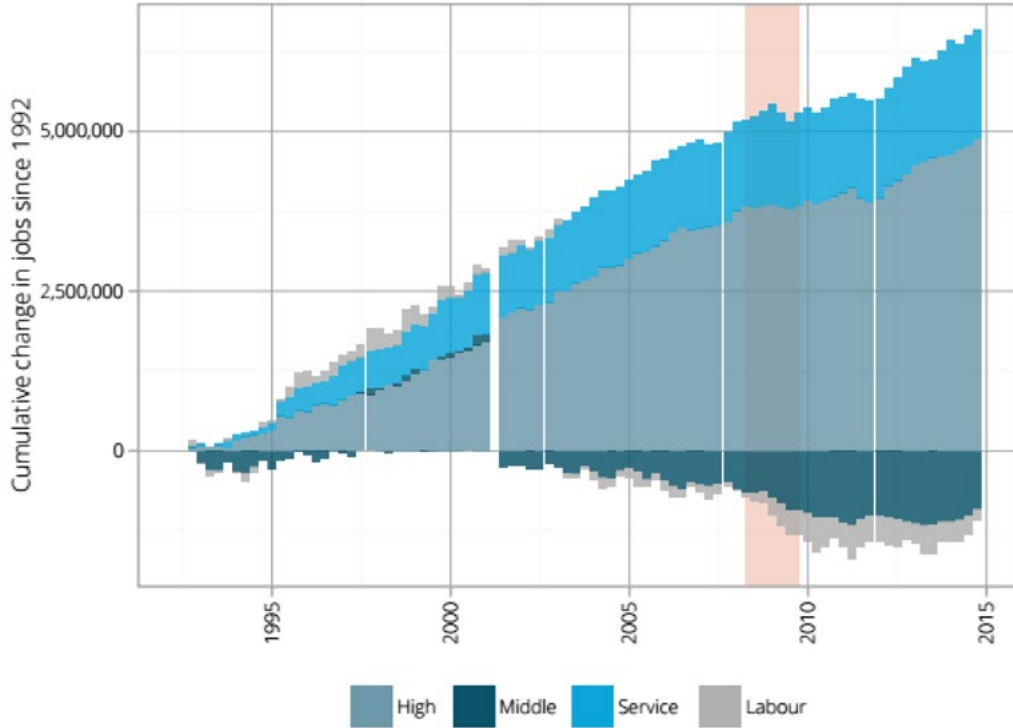 Cumulative change in jobs since 1992
5,000,000
2,500,000
0
1995
2000
2005
2010
2015
High
Middle
Service
Labour